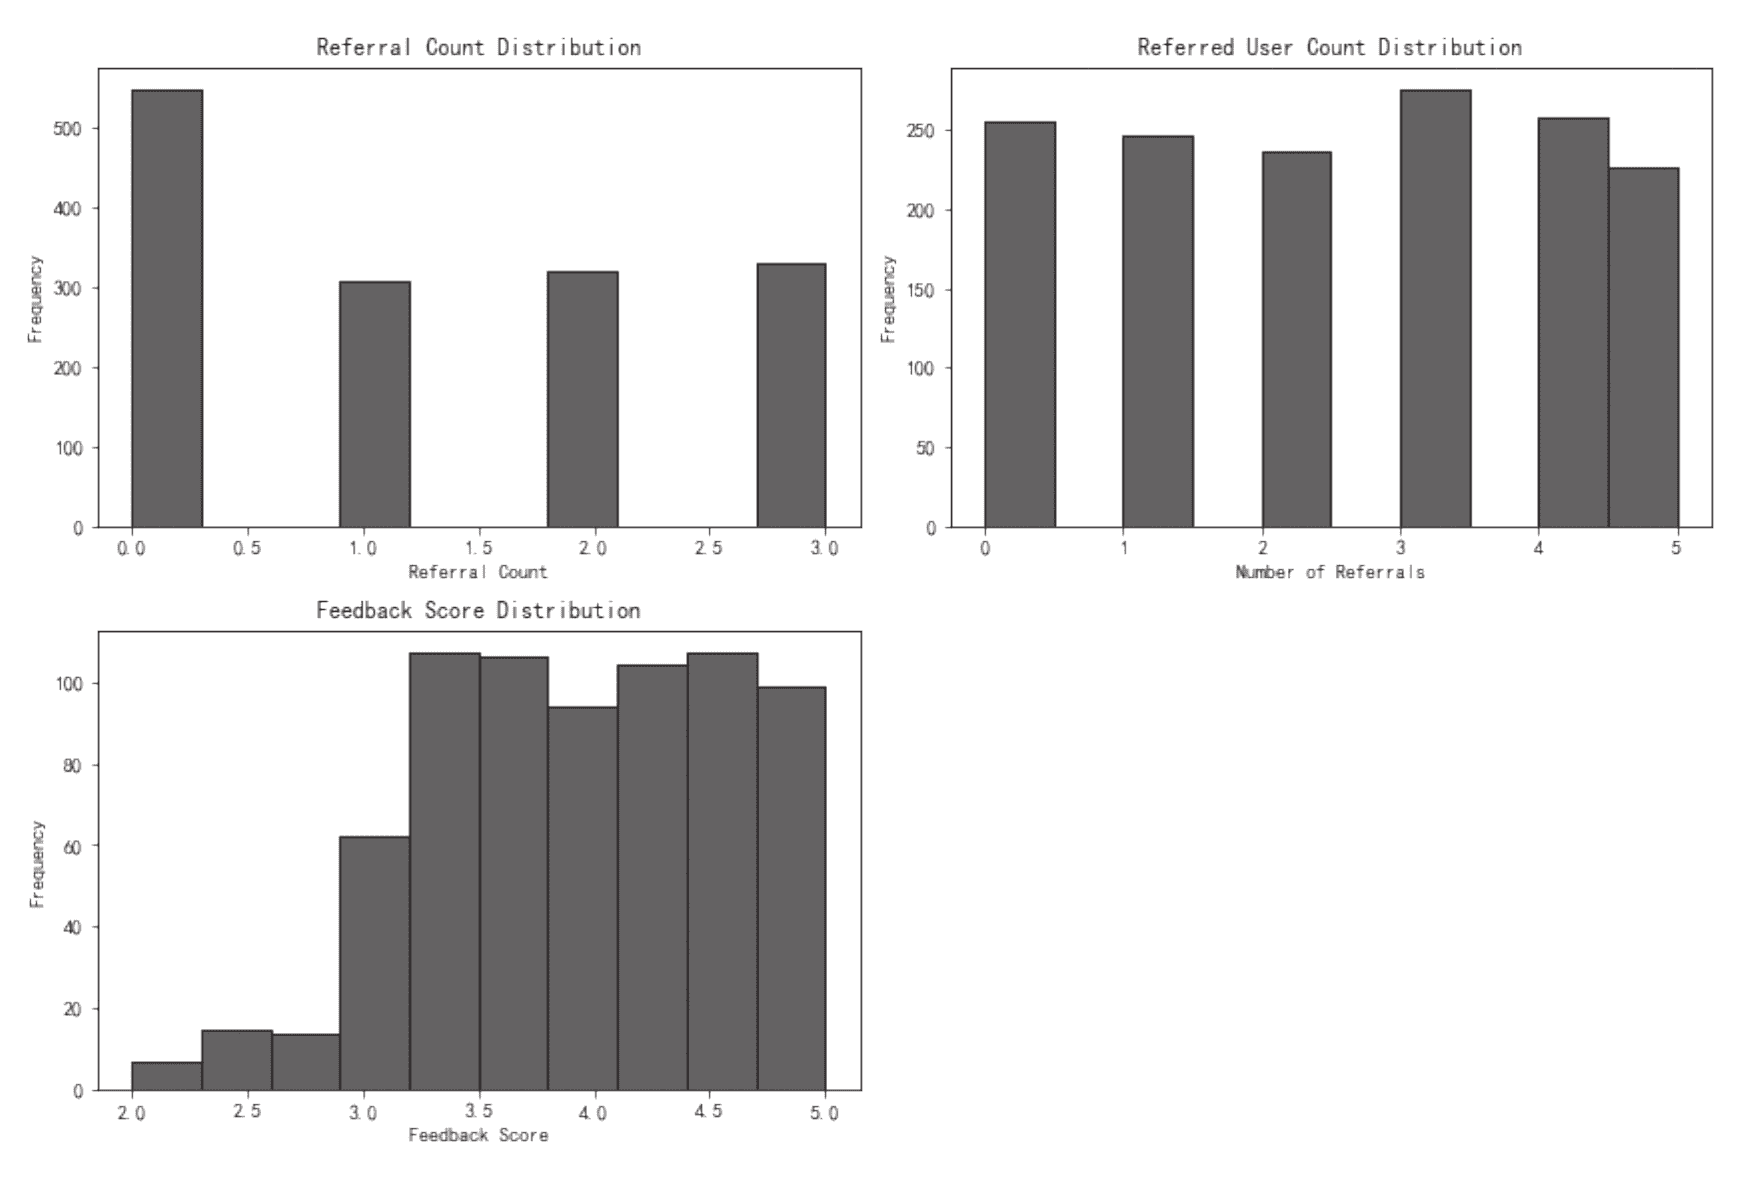 Referral Count Distribution
Frequency
500
400
300
200
100
0
0.0 0.5 1.0 1.5 2.0 2.5 3.0
Referral Count
Referred User Count Distribution
Frequency
250
200
150
100
50
0
0 1 2 3 4 5
Number of Referrals
Feedback Score Distribution
Frequency
100
80
60
40
20
0
2.0 2.5 3.0 3.5 4.0 4.5 5.0
Feedback Score